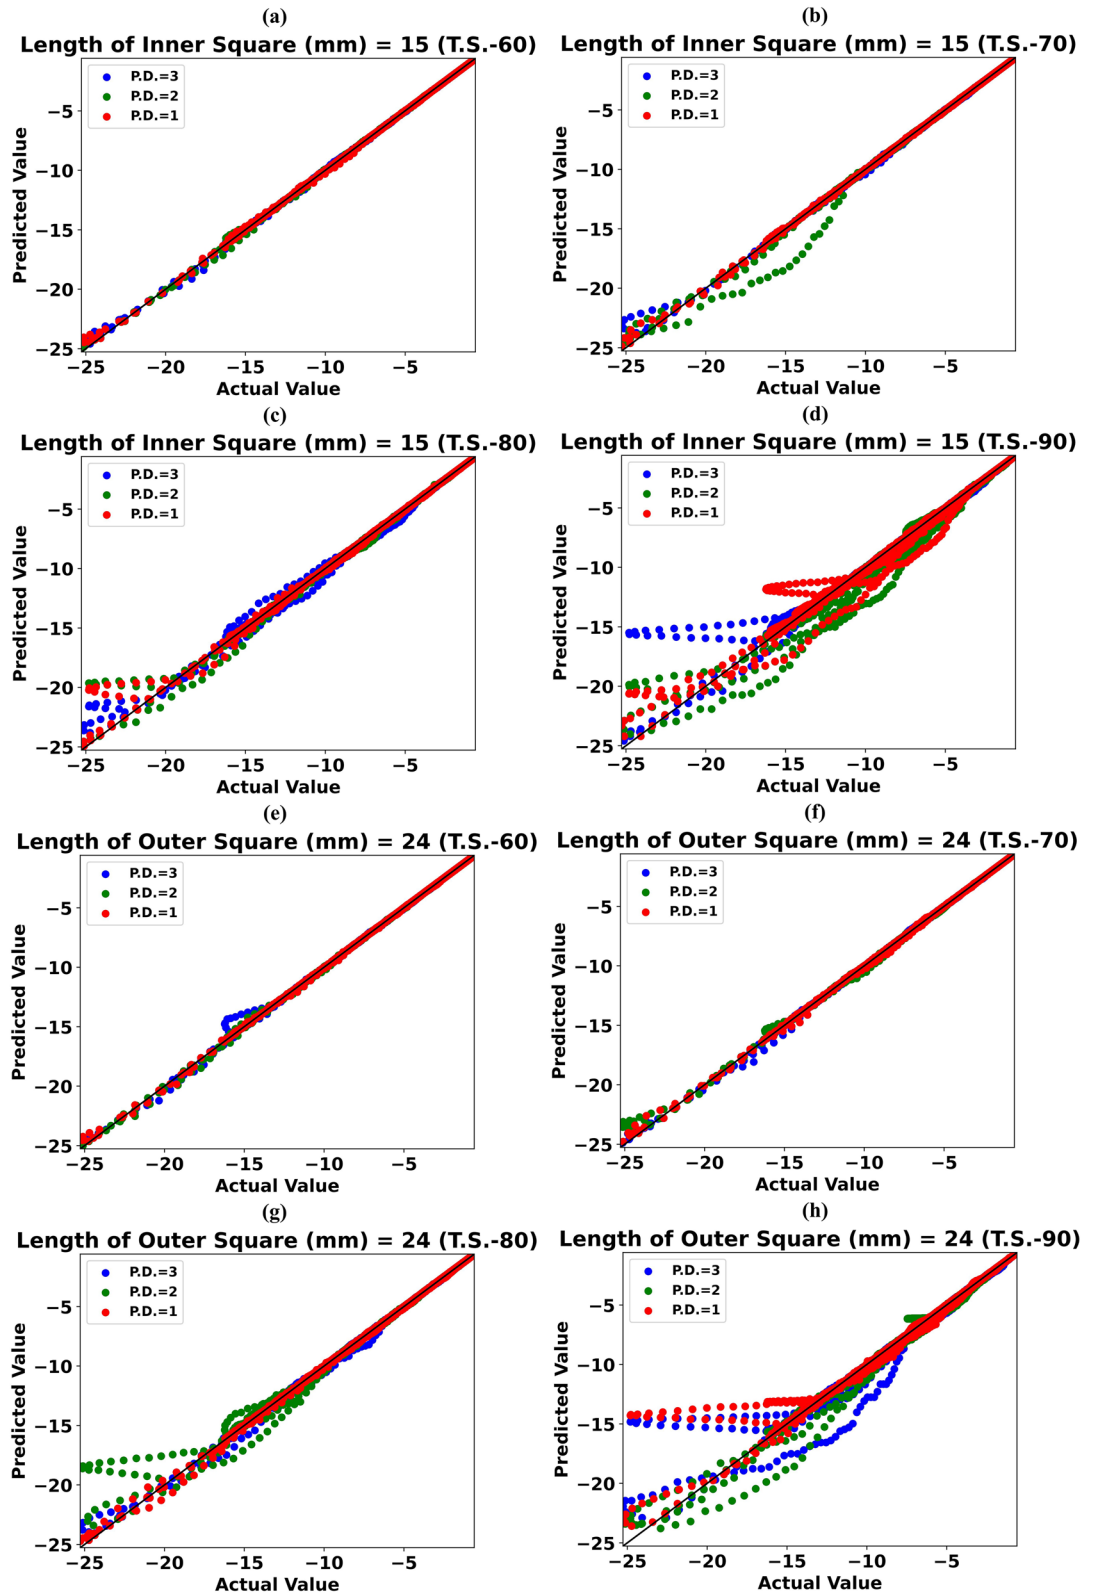 (a)
Length of Inner Square (mm) = 15 (T.S.-60)
P.D.=3
P.D.=2
P.D.=1
Predicted Value
−5
−10
−15
−20
−25
−25 −20 −15 −10 −5
Actual Value
(b)
Length of Inner Square (mm) = 15 (T.S.-70)
P.D.=3
P.D.=2
P.D.=1
Predicted Value
−5
−10
−15
−20
−25
−25 −20 −15 −10 −5
Actual Value
(c)
Length of Inner Square (mm) = 15 (T.S.-80)
P.D.=3
P.D.=2
P.D.=1
Predicted Value
−5
−10
−15
−20
−25
−25 −20 −15 −10 −5
Actual Value
(d)
Length of Inner Square (mm) = 15 (T.S.-90)
P.D.=3
P.D.=2
P.D.=1
Predicted Value
−5
−10
−15
−20
−25
−25 −20 −15 −10 −5
Actual Value
(e)
Length of Outer Square (mm) = 24 (T.S.-60)
P.D.=3
P.D.=2
P.D.=1
Predicted Value
−5
−10
−15
−20
−25
−25 −20 −15 −10 −5
Actual Value
(f)
Length of Outer Square (mm) = 24 (T.S.-70)
P.D.=3
P.D.=2
P.D.=1
Predicted Value
−5
−10
−15
−20
−25
−25 −20 −15 −10 −5
Actual Value
(g)
Length of Outer Square (mm) = 24 (T.S.-80)
P.D.=3
P.D.=2
P.D.=1
Predicted Value
−5
−10
−15
−20
−25
−25 −20 −15 −10 −5
Actual Value
(h)
Length of Outer Square (mm) = 24 (T.S.-90)
P.D.=3
P.D.=2
P.D.=1
Predicted Value
−5
−10
−15
−20
−25
−25 −20 −15 −10 −5
Actual Value